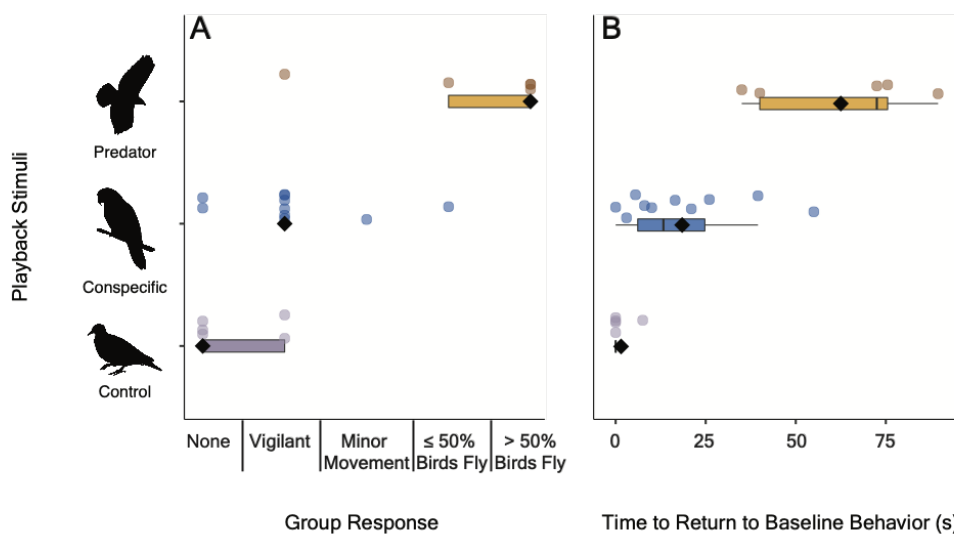 A
B
Playback Stimuli
Predator
Conspecific
Control
None
Vigilant
Minor
Movement
≤ 50%
Birds Fly
> 50%
Birds Fly
0
25
50
75
Group Response
Time to Return to Baseline Behavior (s)